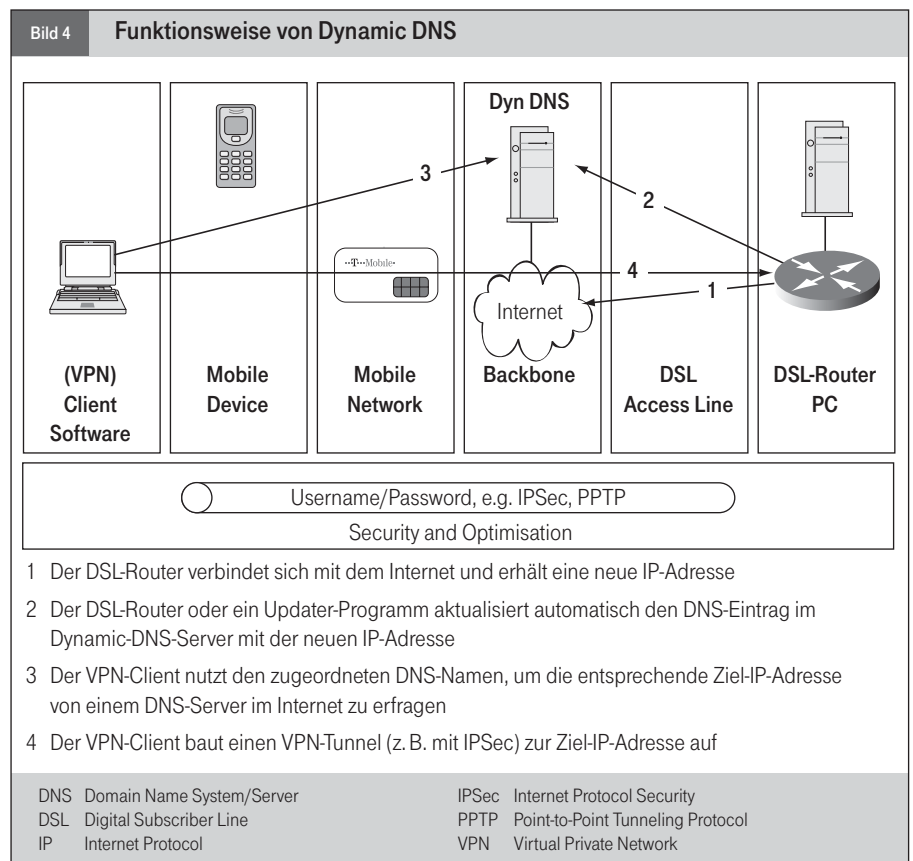 Bild 4 Funktionsweise von Dynamic DNS
Dyn DNS
3
2
··T··Mobile·
4
1
Internet
(VPN)
Client
Software
Mobile
Device
Mobile
Network
Backbone
DSL
Access Line
DSL-Router
PC
Username/Password, e.g. IPSec, PPTP
Security and Optimisation
1 Der DSL-Router verbindet sich mit dem Internet und erhält eine neue IP-Adresse
2 Der DSL-Router oder ein Updater-Programm aktualisiert automatisch den DNS-Eintrag im
Dynamic-DNS-Server mit der neuen IP-Adresse
3 Der VPN-Client nutzt den zugeordneten DNS-Namen, um die entsprechende Ziel-IP-Adresse
von einem DNS-Server im Internet zu erfragen
4 Der VPN-Client baut einen VPN-Tunnel (z. B. mit IPSec) zur Ziel-IP-Adresse auf
DNS Domain Name System/Server
DSL Digital Subscriber Line
IP Internet Protocol
IPSec Internet Protocol Security
PPTP Point-to-Point Tunneling Protocol
VPN Virtual Private Network